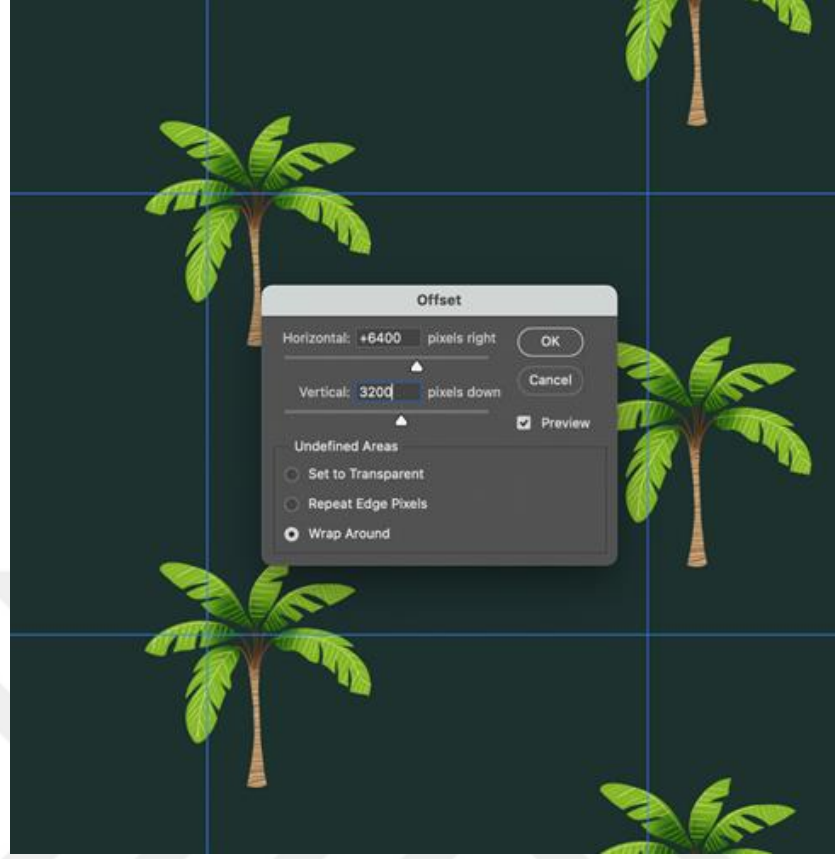 Offset
Horizontal: +6400 pixels right
OK
Vertical: 3200 pixels down
Cancel
Preview
Undefined Areas
Set to Transparent
Repeat Edge Pixels
Wrap Around